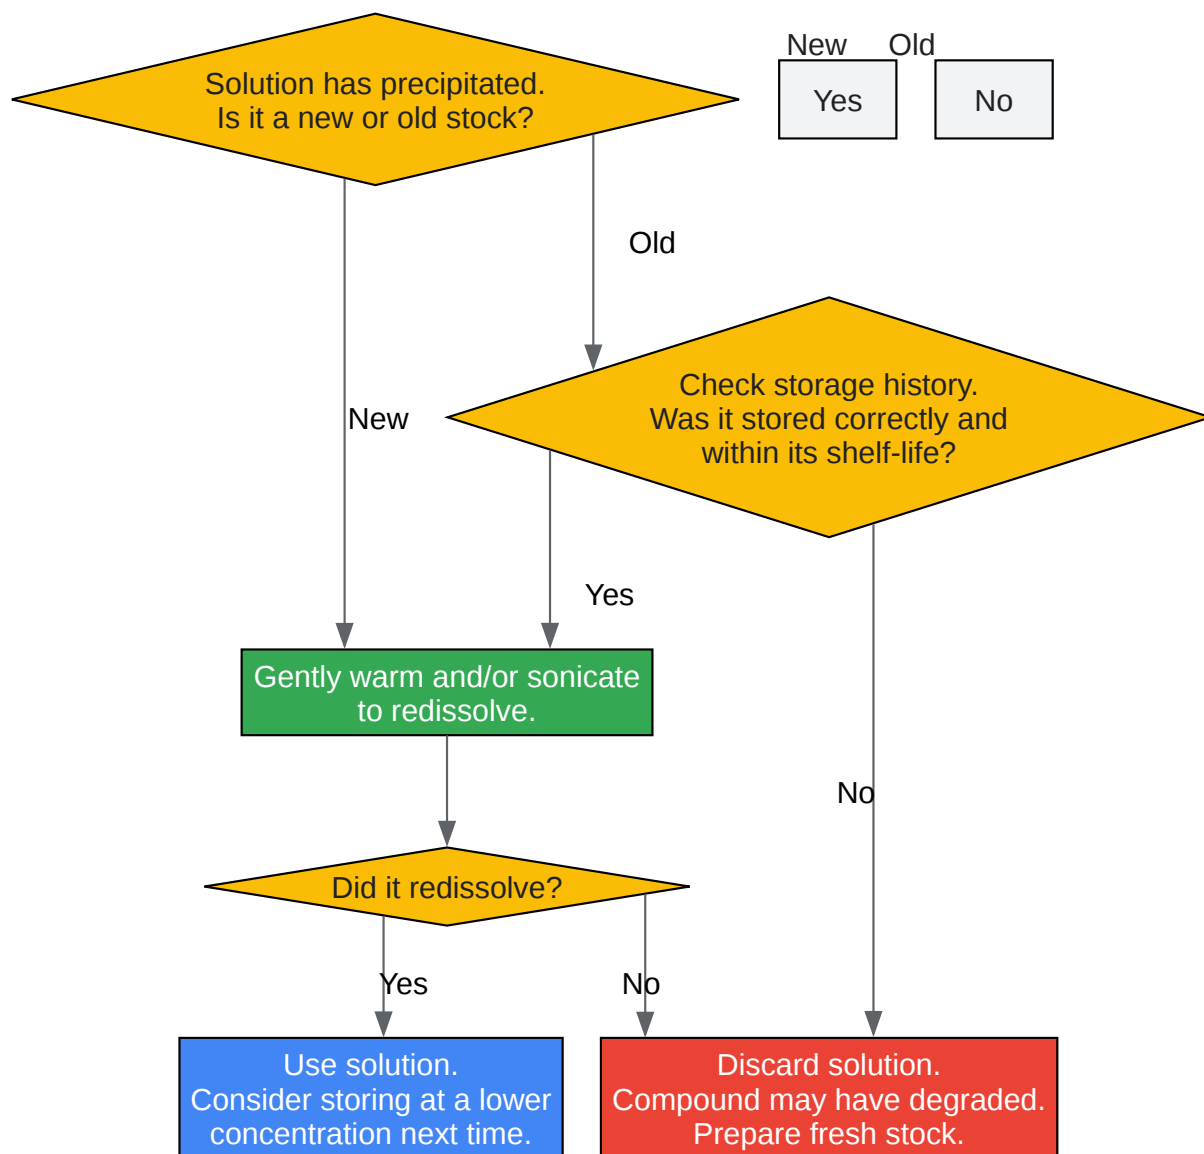 Solution has precipitated.
Is it a new or old stock?
New
Old
Yes
No
Old
Check storage history.
Was it stored correctly and
within its shelf-life?
New
Yes
Gently warm and/or sonicate
to redissolve.
No
Did it redissolve?
Yes
No
Use solution.
Consider storing at a lower
concentration next time.
Discard solution.
Compound may have degraded.
Prepare fresh stock.